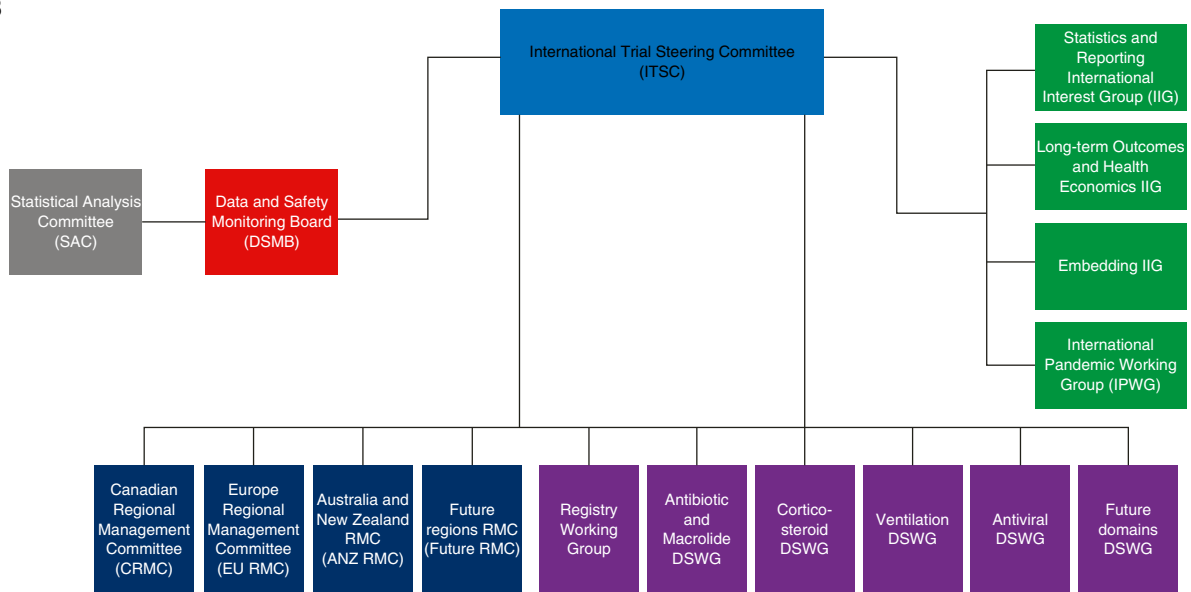 International Trial Steering Committee
(ITSC)
Statistics and
Reporting
International
Interest Group (IIG)
Long-term Outcomes
and Health
Economics IIG
Embedding IIG
International
Pandemic Working
Group (IPWG)
Statistical Analysis
Committee
(SAC)
Data and Safety
Monitoring Board
(DSMB)
Canadian
Regional
Management
Committee
(CRMC)
Europe
Regional
Management
Committee
(EU RMC)
Australia and
New Zealand
RMC
(ANZ RMC)
Future
regions RMC
(Future RMC)
Registry
Working
Group
Antibiotic
and
Macrolide
DSWG
Cortico-
steroid
DSWG
Ventilation
DSWG
Antiviral
DSWG
Future
domains
DSWG